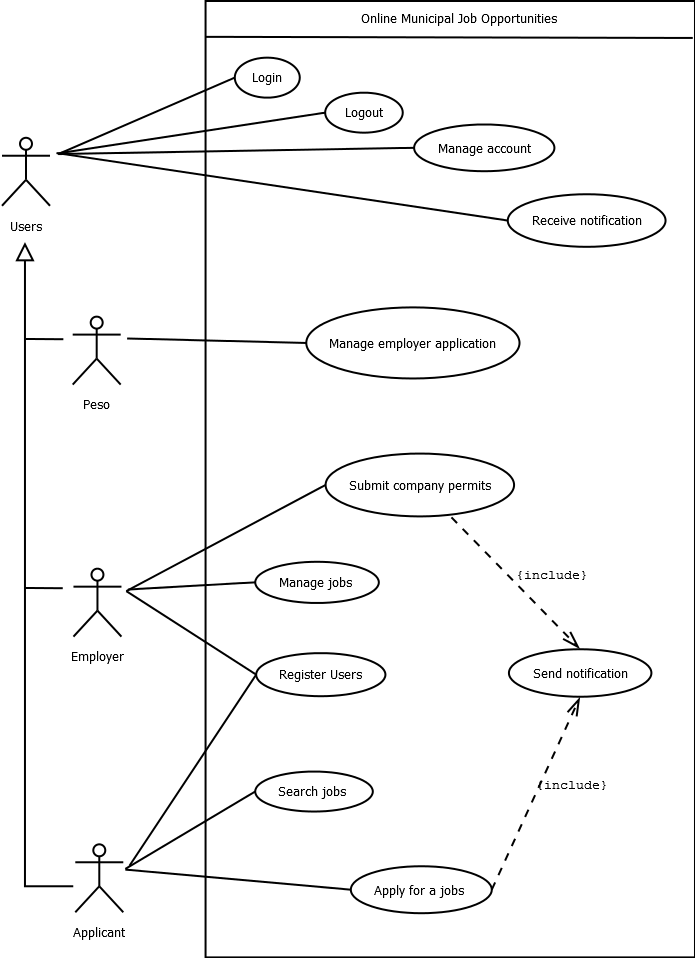 Online Municipal Job Opportunities
Login
Logout
Manage account
Users
Receive notification
Manage employer application
Peso
Submit company permits
{include}
Manage jobs
Employer
Register Users
Send notification
{include}
Search jobs
Apply for a jobs
Applicant